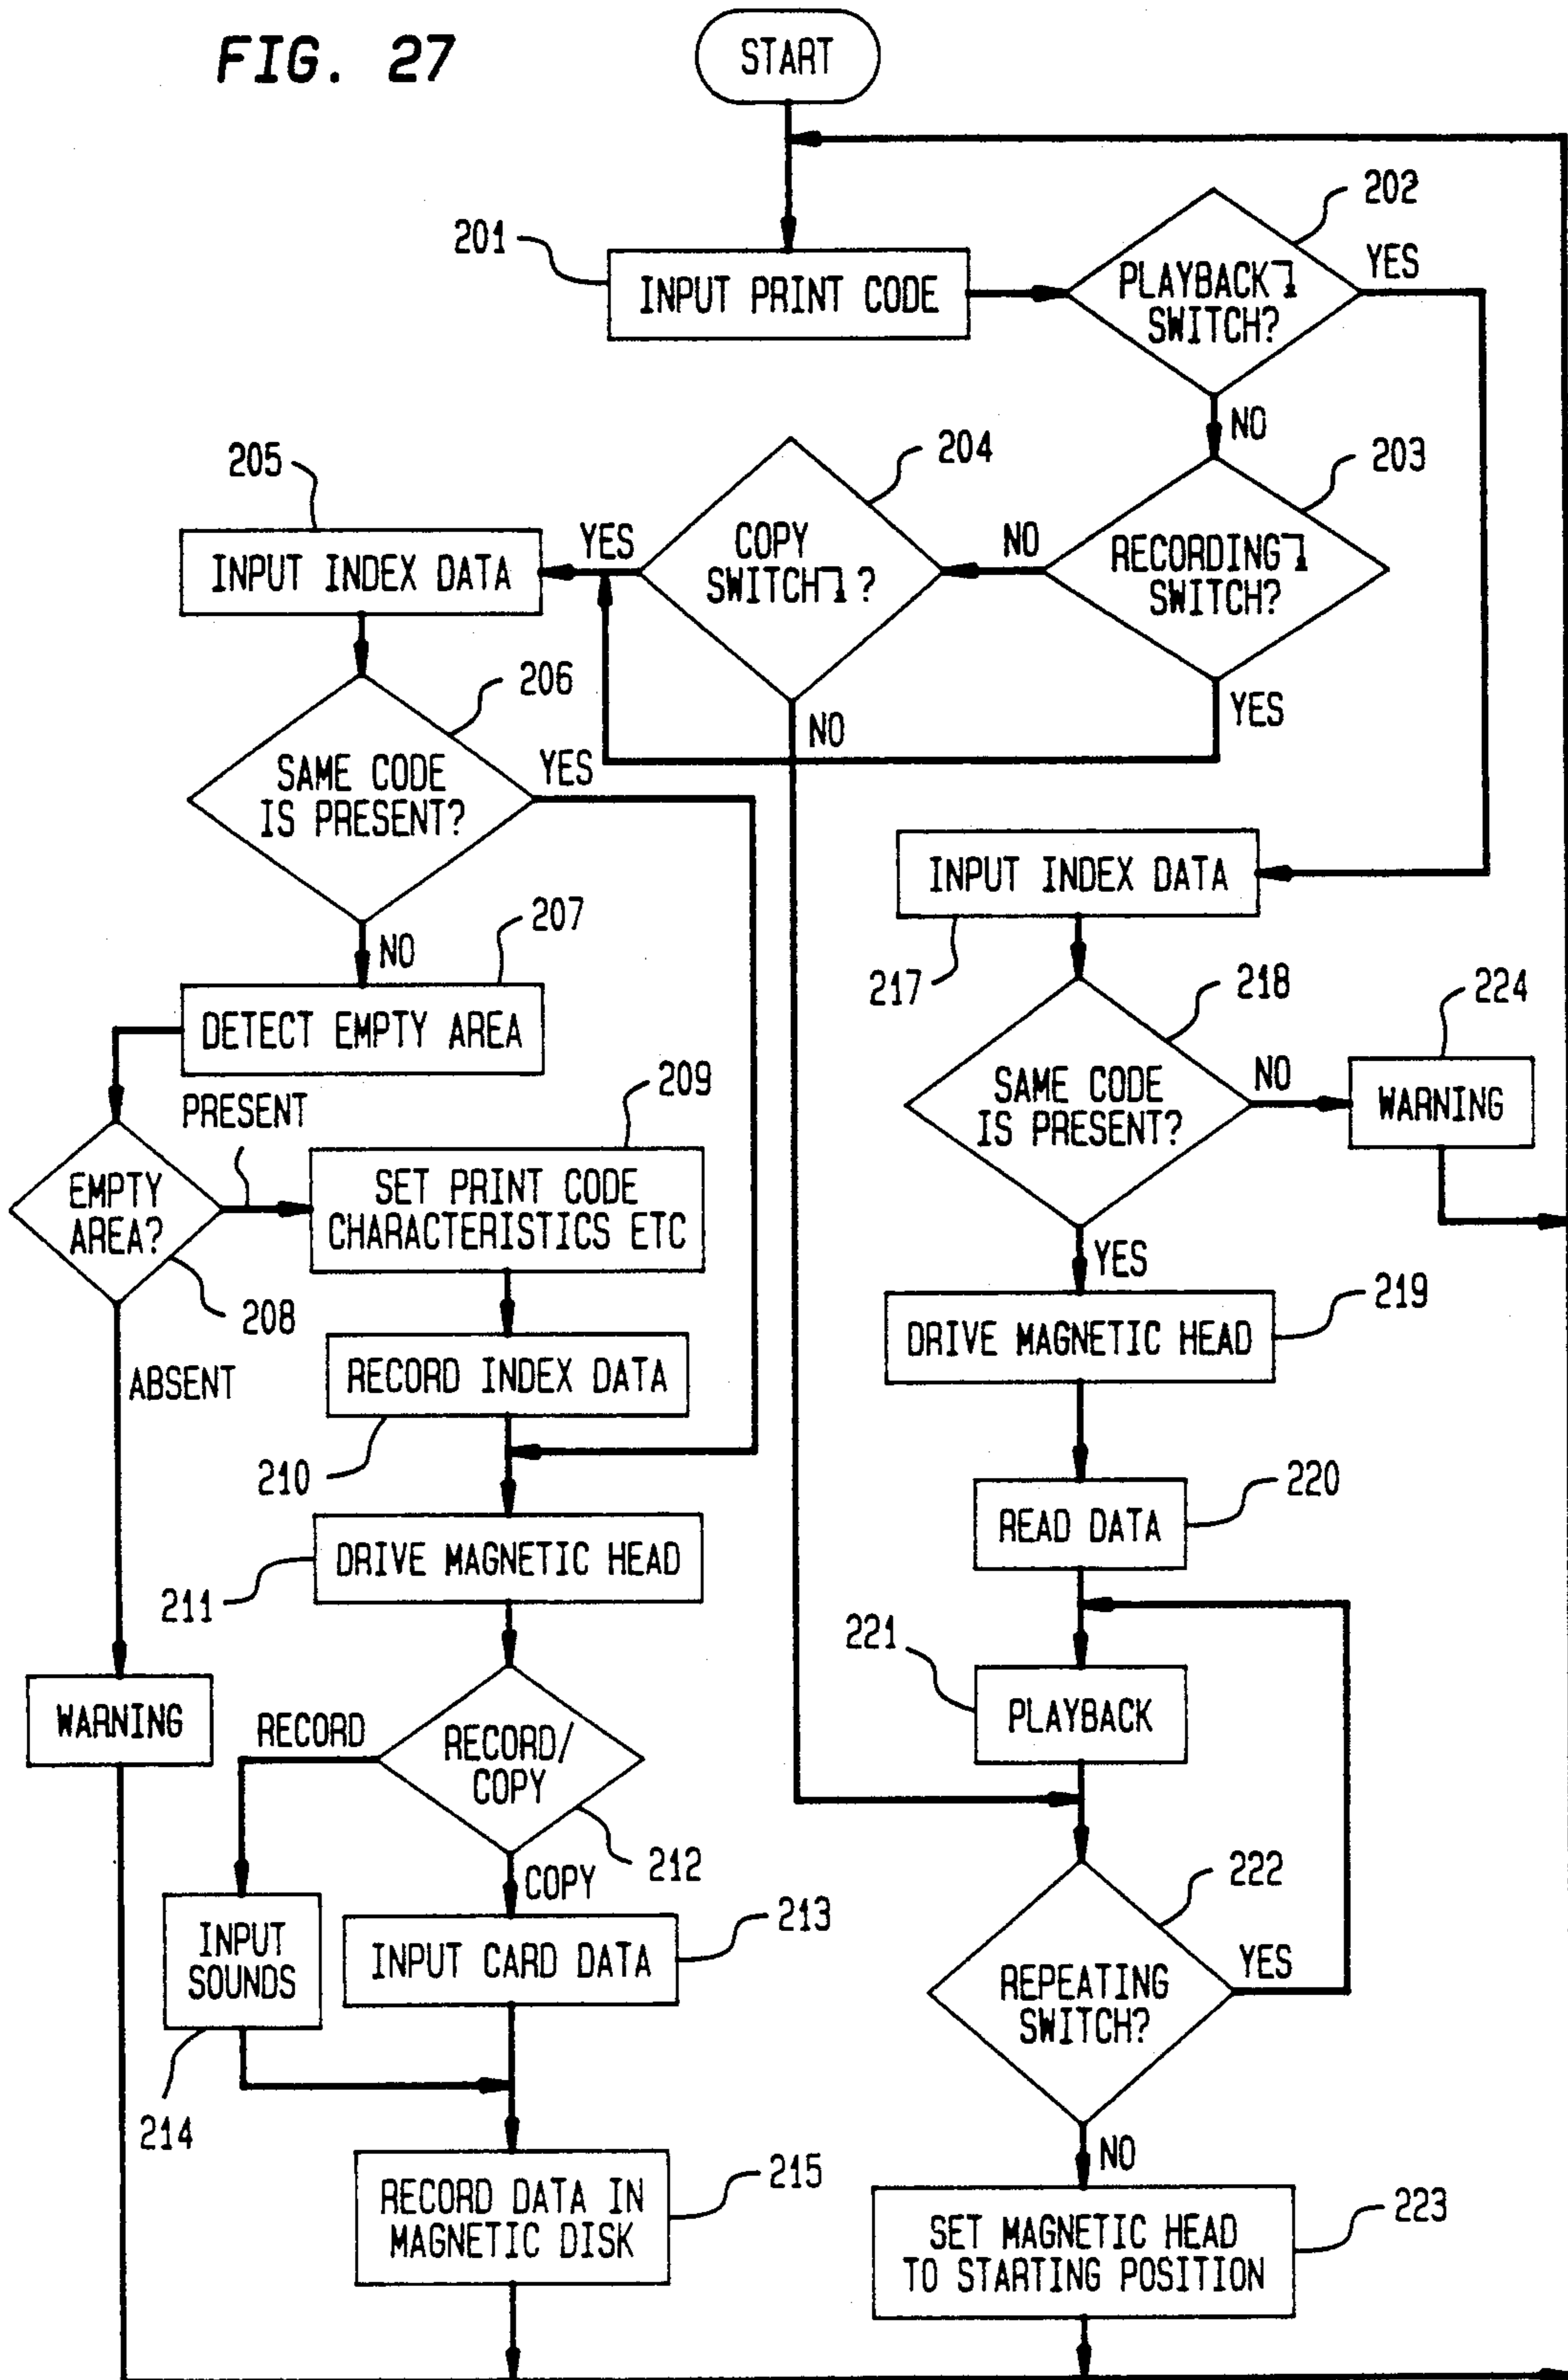 FIG. 27
START
201
INPUT PRINT CODE
202
PLAYBACK
SWITCH?
YES
NO
203
RECORDING
SWITCH?
NO
YES
204
COPY
SWITCH ?
YES
NO
205
INPUT INDEX DATA
206
SAME CODE
IS PRESENT?
YES
NO
207
DETECT EMPTY AREA
PRESENT
EMPTY
AREA?
208
ABSENT
209
SET PRINT CODE
CHARACTERISTICS ETC
RECORD INDEX DATA
210
DRIVE MAGNETIC HEAD
211
WARNING
RECORD
RECORD/
COPY
212
COPY
INPUT
SOUNDS
214
INPUT CARD DATA
213
RECORD DATA IN
MAGNETIC DISK
215
INPUT INDEX DATA
217
218
SAME CODE
IS PRESENT?
NO
224
WARNING
YES
219
DRIVE MAGNETIC HEAD
220
READ DATA
221
PLAYBACK
222
REPEATING
SWITCH?
YES
NO
SET MAGNETIC HEAD
TO STARTING POSITION
223